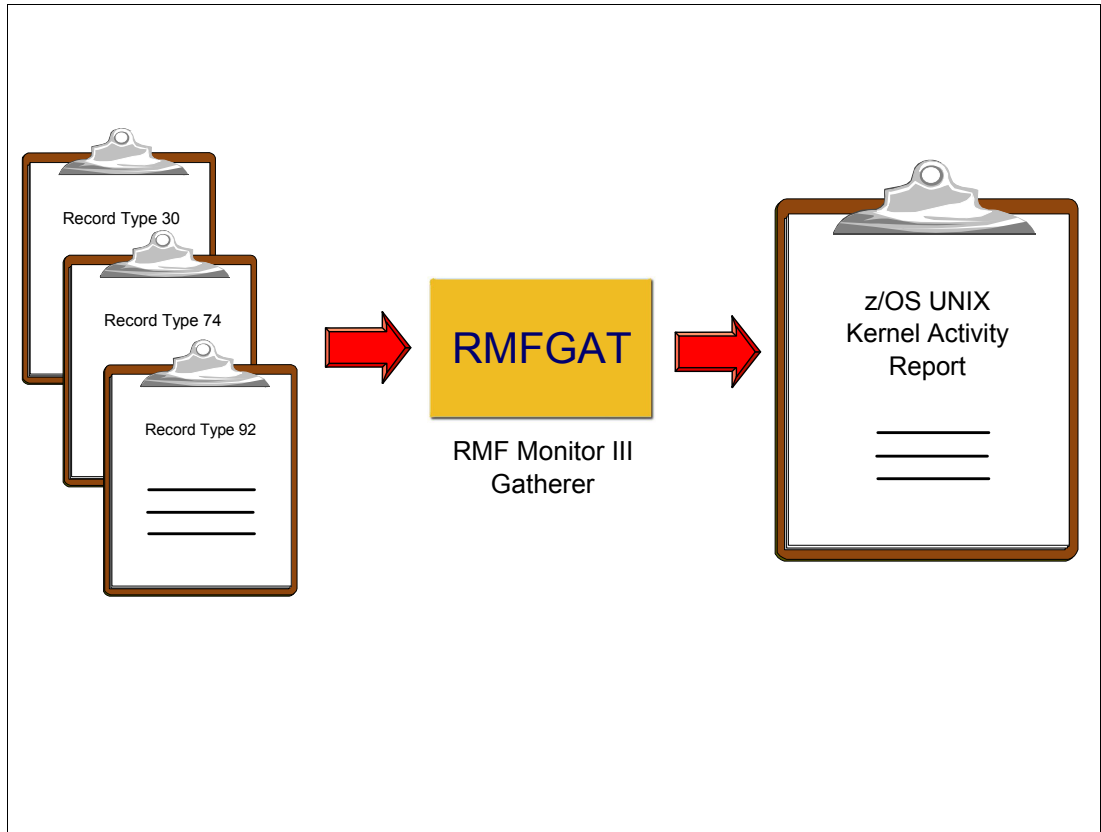 Record Type 30
Record Type 74
Record Type 92
RMFGAT
RMF Monitor III
Gatherer
z/OS UNIX
Kernel Activity
Report